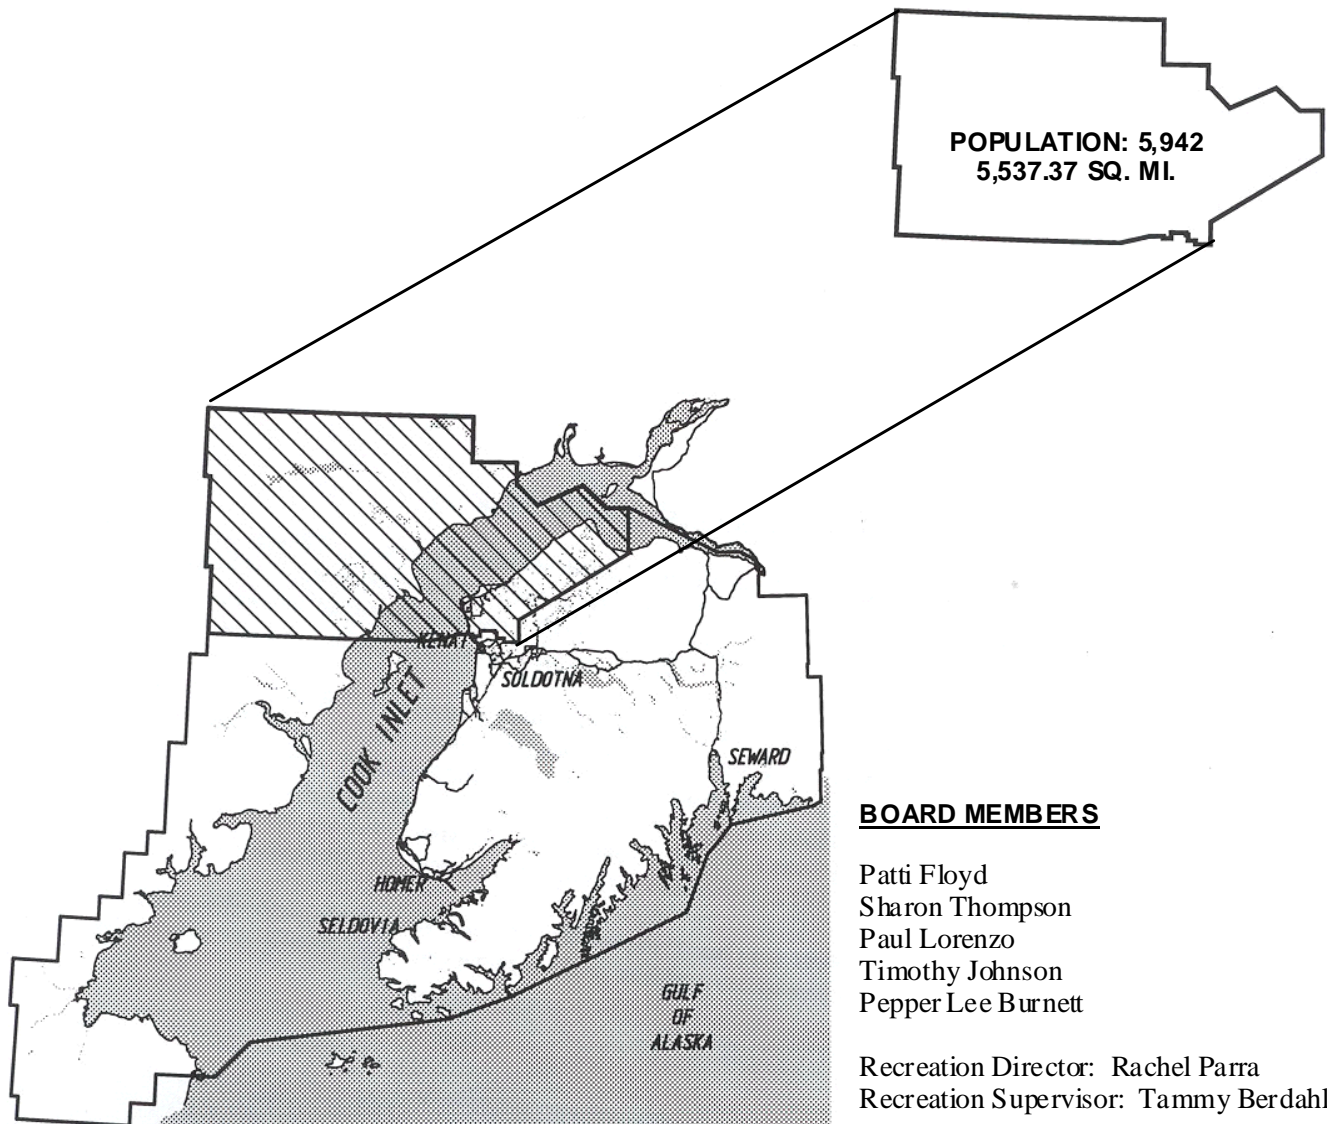 POPULATION: 5,942
5,537.37 SQ. MI.
KENAI
SOLDOTNA
COOK INLET
SEWARD
HOMER
SELDOVIA
GULF
OF
ALASKA
BOARD MEMBERS
Patti Floyd
Sharon Thompson
Paul Lorenzo
Timothy Johnson
Pepper Lee Burnett
Recreation Director: Rachel Parra
Recreation Supervisor: Tammy Berdahl